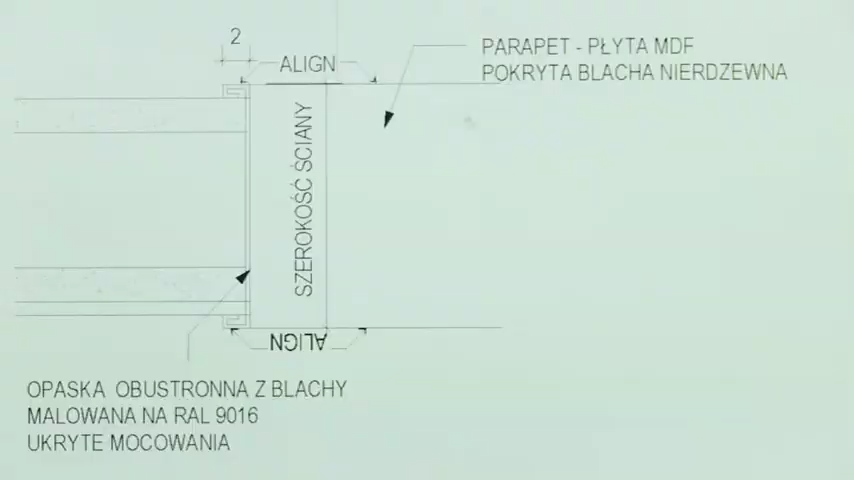 2
ALIGN
PARAPET - PŁYTA MDF
POKRYTA BLACHA NIERDZEWNA
SZEROKOŚĆ ŚCIANY
ALIGN
OPASKA OBUSTRONNA Z BLACHY
MALOWANA NA RAL 9016
UKRYTE MOCOWANIA